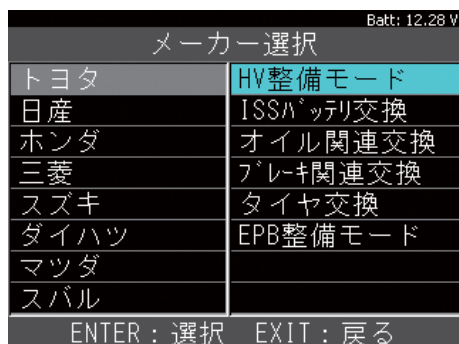 Batt: 12.28 V
メーカー選択
トヨタ
日産
ホンダ
三菱
スズキ
ダイハツ
マツダ
スバル
HV整備モード
ISSﾊﾞｯﾃﾘ交換
オイル関連交換
ﾌﾞﾚｰｷ関連交換
タイヤ交換
EPB整備モード
ENTER：選択 EXIT：戻る